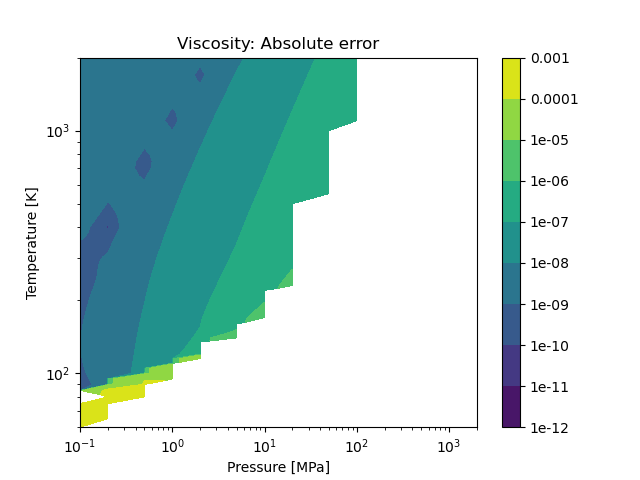 Viscosity: Absolute error
Temperature [K]
10³
10²
10⁻¹ 10⁰ 10¹ 10² 10³
Pressure [MPa]
0.001
0.0001
1e-05
1e-06
1e-07
1e-08
1e-09
1e-10
1e-11
1e-12